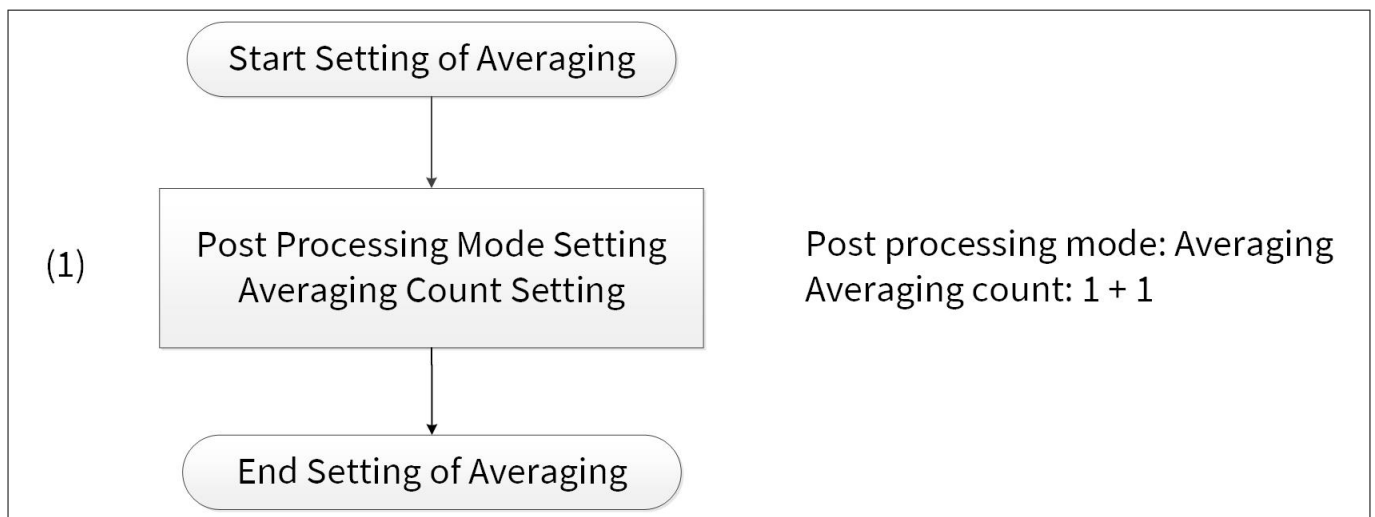 Start Setting of Averaging
(1)
Post Processing Mode Setting
Averaging Count Setting
Post processing mode: Averaging
Averaging count: 1 + 1
End Setting of Averaging